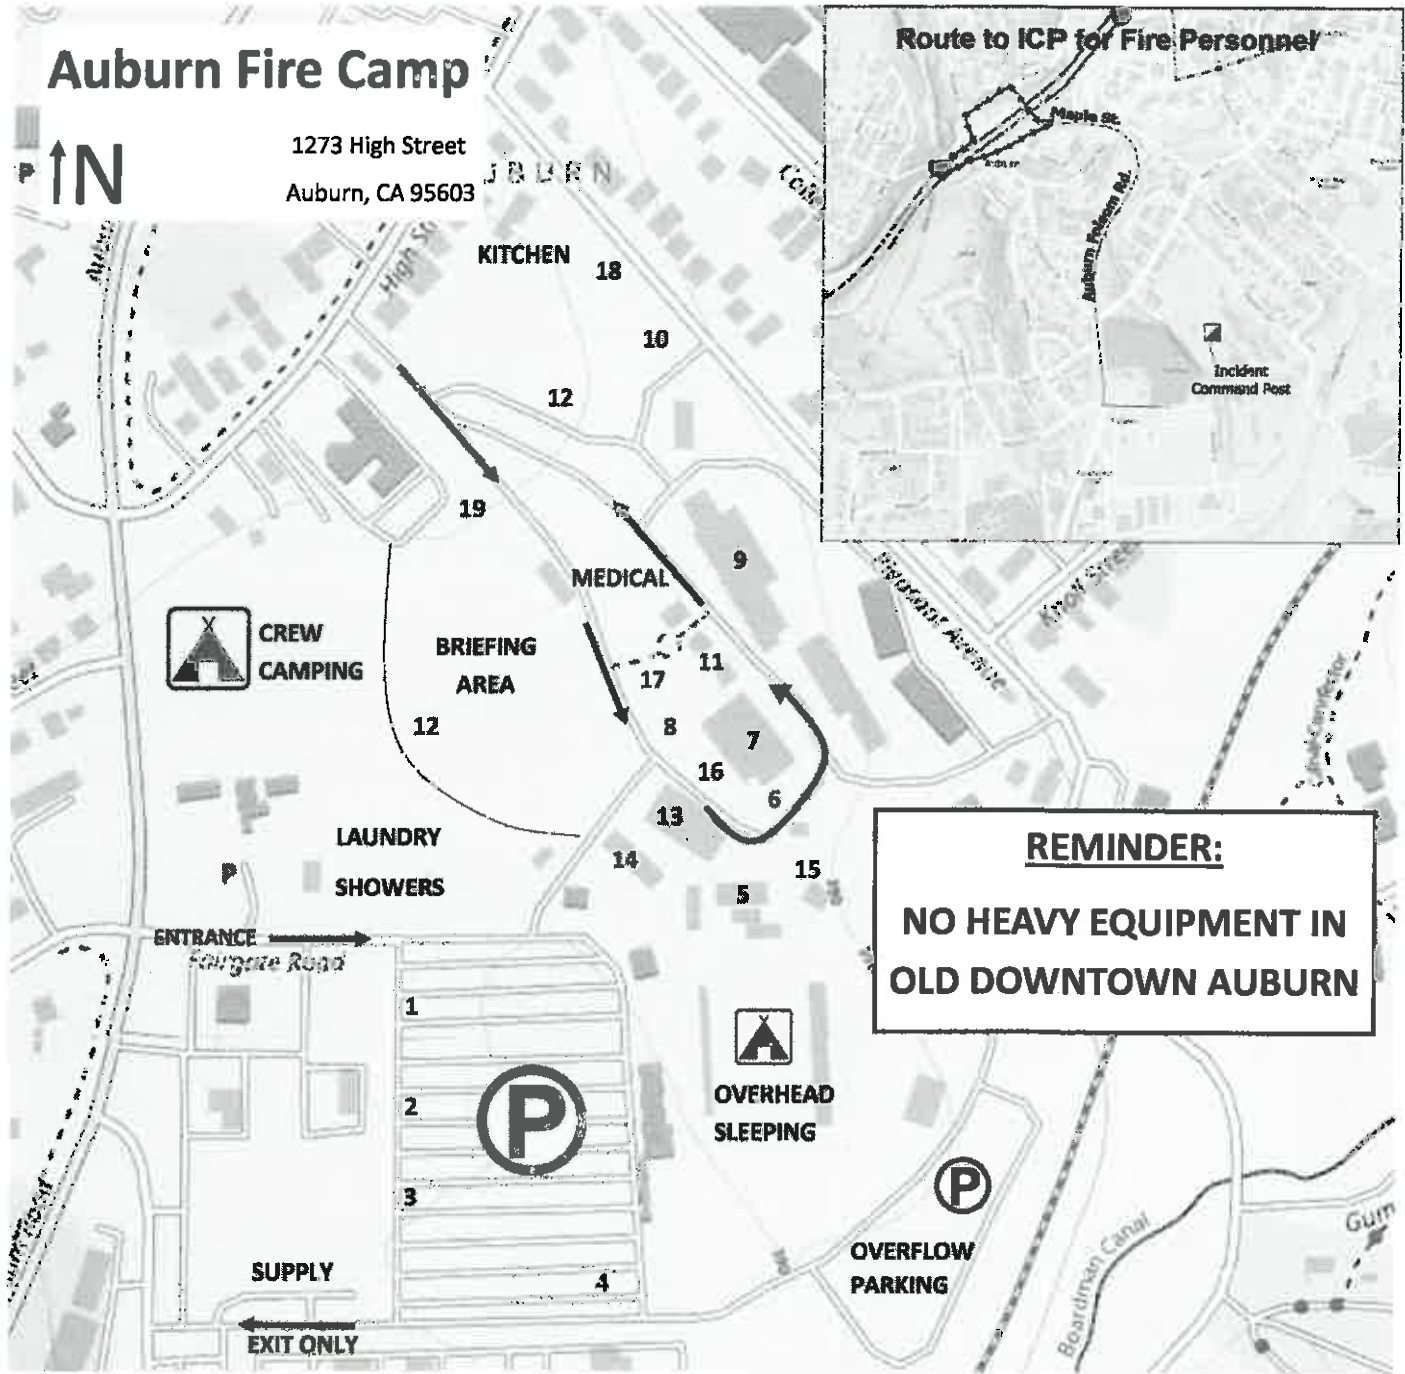 Auburn Fire Camp
1273 High Street
Auburn, CA 95603
P
N
Route to ICP for Fire Personnel
Maple St.
Auburn Folsom Rd.
Incident
Command Post
KITCHEN
18
10
12
19
9
MEDICAL
CREW
CAMPING
BRIEFING
AREA
11
17
12
8
7
16
6
13
14
15
5
LAUNDRY
SHOWERS
P
ENTRANCE
Fairgate Road
REMINDER:
NO HEAVY EQUIPMENT IN
OLD DOWNTOWN AUBURN
1
2
P
3
4
OVERHEAD
SLEEPING
P
OVERFLOW
PARKING
SUPPLY
EXIT ONLY
Boardman Canal
Gum